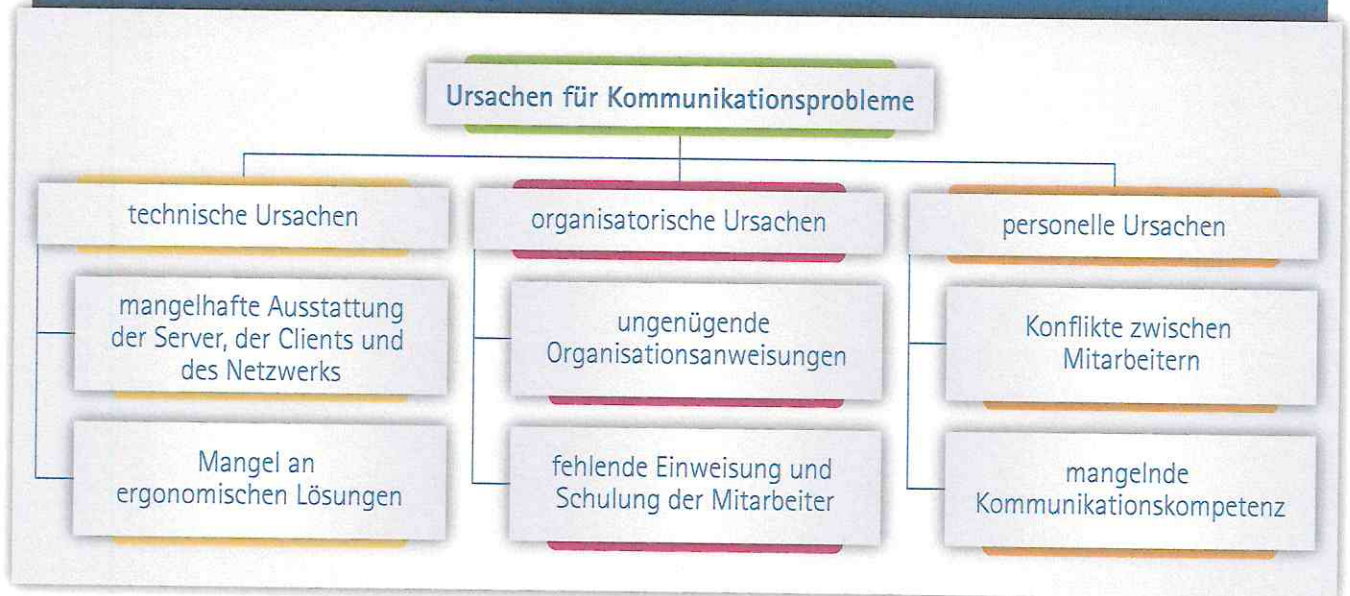 Ursachen für Kommunikationsprobleme
technische Ursachen
mangelhafte Ausstattung
der Server, der Clients und
des Netzwerks
Mangel an
ergonomischen Lösungen
organisatorische Ursachen
ungenügende
Organisationsanweisungen
fehlende Einweisung und
Schulung der Mitarbeiter
personelle Ursachen
Konflikte zwischen
Mitarbeitern
mangelnde
Kommunikationskompetenz